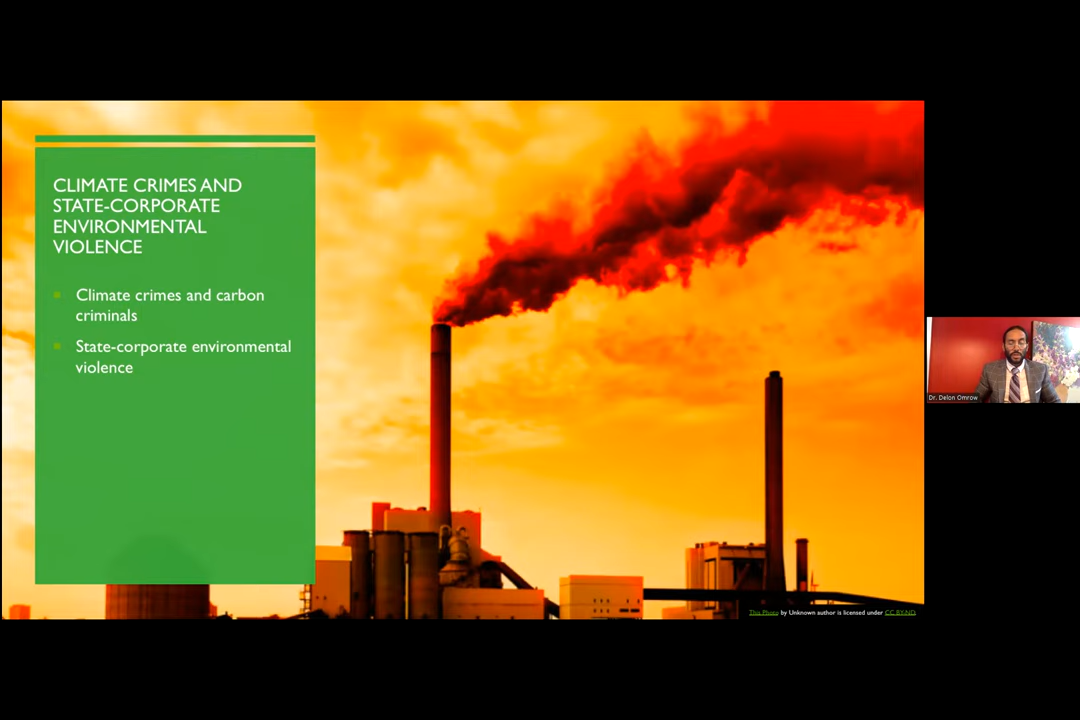 CLIMATE CRIMES AND
STATE-CORPORATE
ENVIRONMENTAL
VIOLENCE
Climate crimes and carbon
criminals
State-corporate environmental
violence
Dr. Delon Omrow
This Photo by Unknown author is licensed under CC BY-ND.